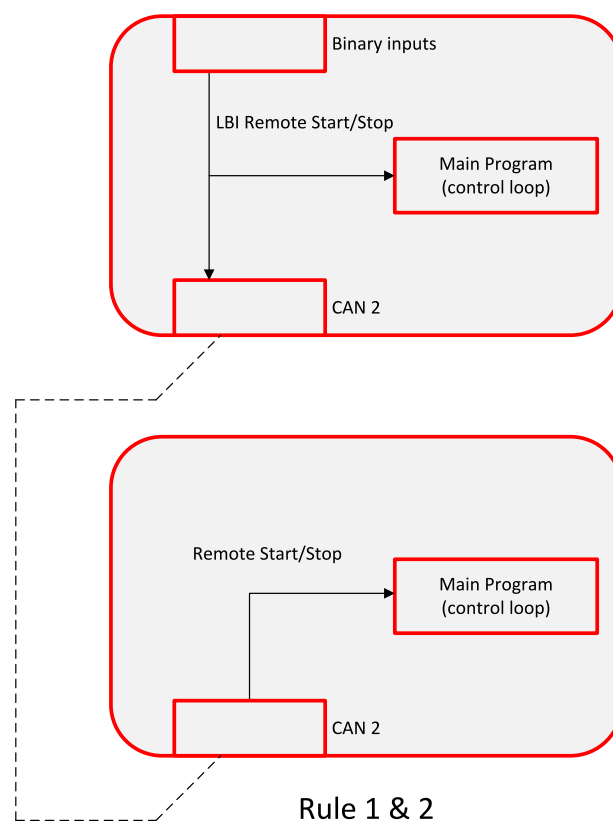 Binary inputs
LBI Remote Start/Stop
Main Program
(control loop)
CAN 2
Remote Start/Stop
Main Program
(control loop)
CAN 2
Rule 1 & 2